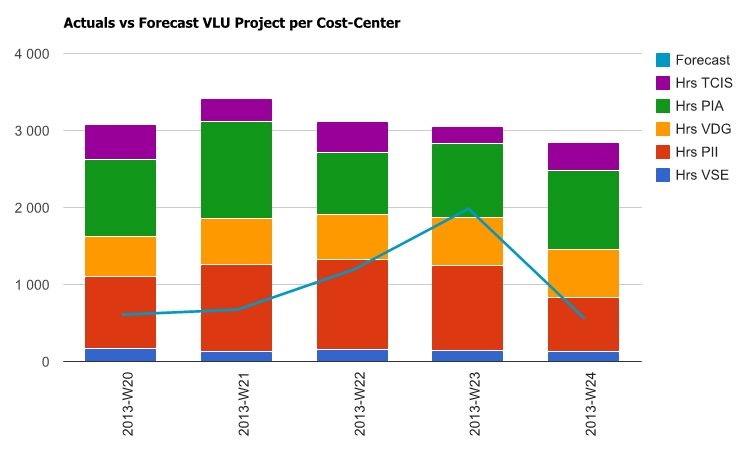 Actuals vs Forecast VLU Project per Cost-Center
4 000
3 000
2 000
1 000
0
2013-W20
2013-W21
2013-W22
2013-W23
2013-W24
Forecast
Hrs TCIS
Hrs PIA
Hrs VDG
Hrs PII
Hrs VSE